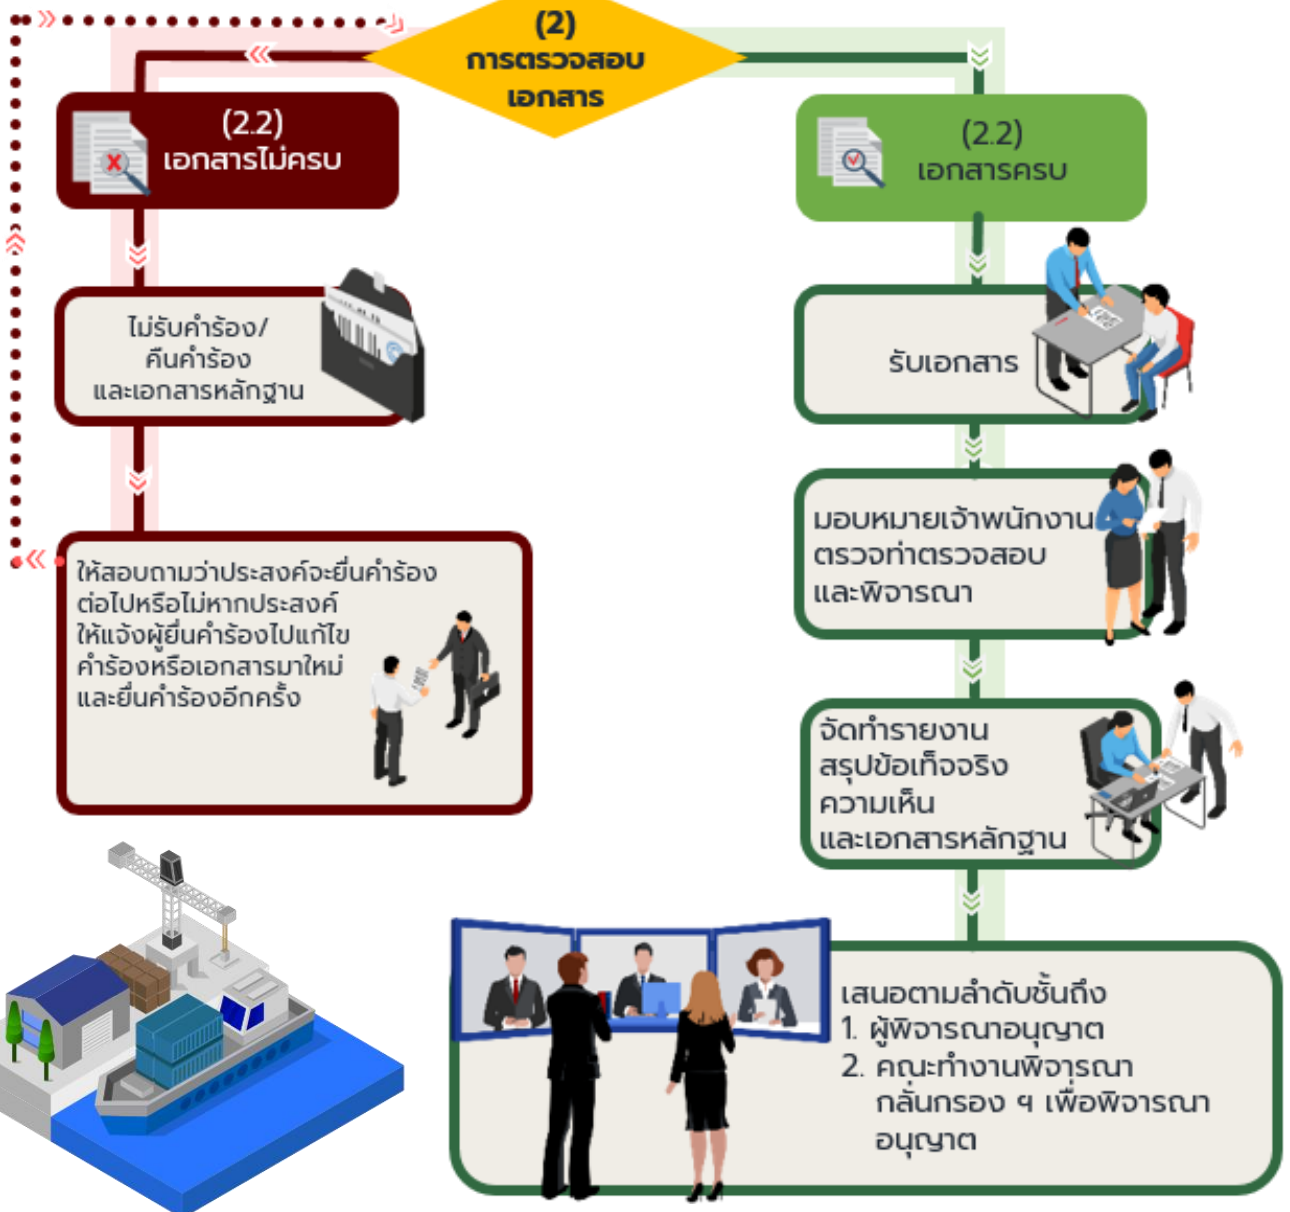 (2)
การตรวจสอบ
เอกสาร
(2.2)
เอกสารไม่ครบ
ไม่รับคำร้อง/
คืนคำร้อง
และเอกสารหลักฐาน
ให้สอบถามว่าประสงค์จะยื่นคำร้อง
ต่อไปหรือไม่หากประสงค์
ให้แจ้งผู้ยื่นคำร้องไปแก้ไข
คำร้องหรือเอกสารมาใหม่
และยื่นคำร้องอีกครั้ง
(2.2)
เอกสารครบ
รับเอกสาร
มอบหมายเจ้าพนักงาน
ตรวจท่าตรวจสอบ
และพิจารณา
จัดทำรายงาน
สรุปข้อเท็จจริง
ความเห็น
และเอกสารหลักฐาน
เสนอตามลำดับชั้นถึง
1. ผู้พิจารณาอนุญาต
2. คณะทำงานพิจารณา
กลั่นกรอง ฯ เพื่อพิจารณา
อนุญาต